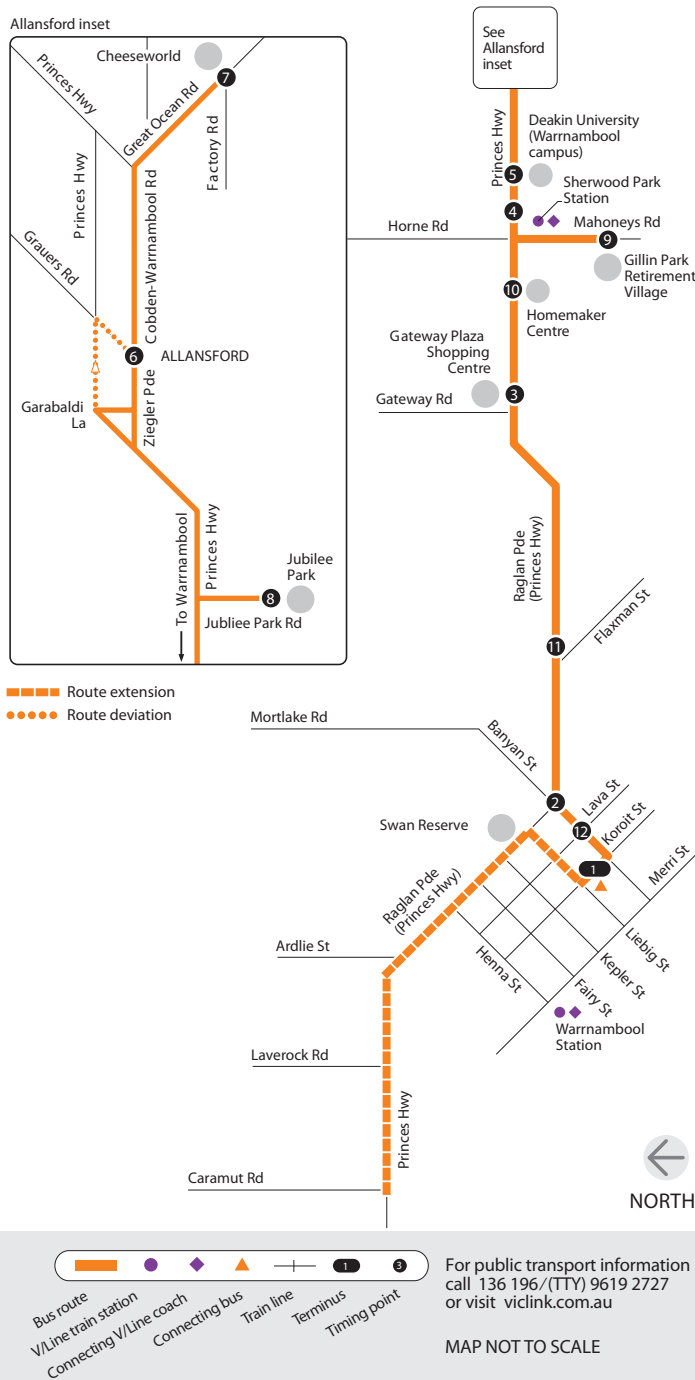 Allansford inset
Cheeseworld
Princes Hwy
7
Great Ocean Rd
Factory Rd
Princes Hwy
Grauers Rd
Cobden-Warrnambool Rd
6
ALLANSFORD
Garabaldi
La
Ziegler Pde
To Warrnambool
Princes Hwy
Jubilee
Park
8
Jubliee Park Rd
Route extension
Route deviation
See
Allansford
inset
Princes Hwy
Deakin University
(Warrnambool
campus)
5
Sherwood Park
Station
4
Horne Rd
Mahoneys Rd
9
Gillin Park
Retirement
Village
10
Homemaker
Centre
Gateway Plaza
Shopping
Centre
3
Gateway Rd
Raglan Pde
(Princes Hwy)
Flaxman St
11
Mortlake Rd
Banyan St
2
Lava St
12
Koroit St
Swan Reserve
1
Merri St
Raglan Pde
(Princes Hwy)
Liebig St
Ardlie St
Henna St
Kepler St
Fairy St
Warrnambool
Station
Laverock Rd
Princes Hwy
Caramut Rd
NORTH
1
3
Bus route
V/Line train station
Connecting V/Line coach
Connecting bus
Train line
Terminus
Timing point
For public transport information
call 136 196/(TTY) 9619 2727
or visit viclink.com.au
MAP NOT TO SCALE